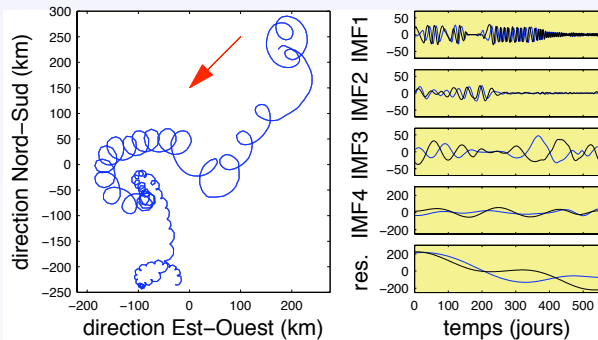 direction Nord−Sud (km)
300
250
200
150
100
50
0
−50
−100
−150
−200
−250
−200 −100 0 100 200
direction Est−Ouest (km)
IMF1
50
0
−50
IMF2
50
0
−50
IMF3
50
0
−50
IMF4
200
0
−200
res.
200
0
−200
0 100 200 300 400 500
temps (jours)